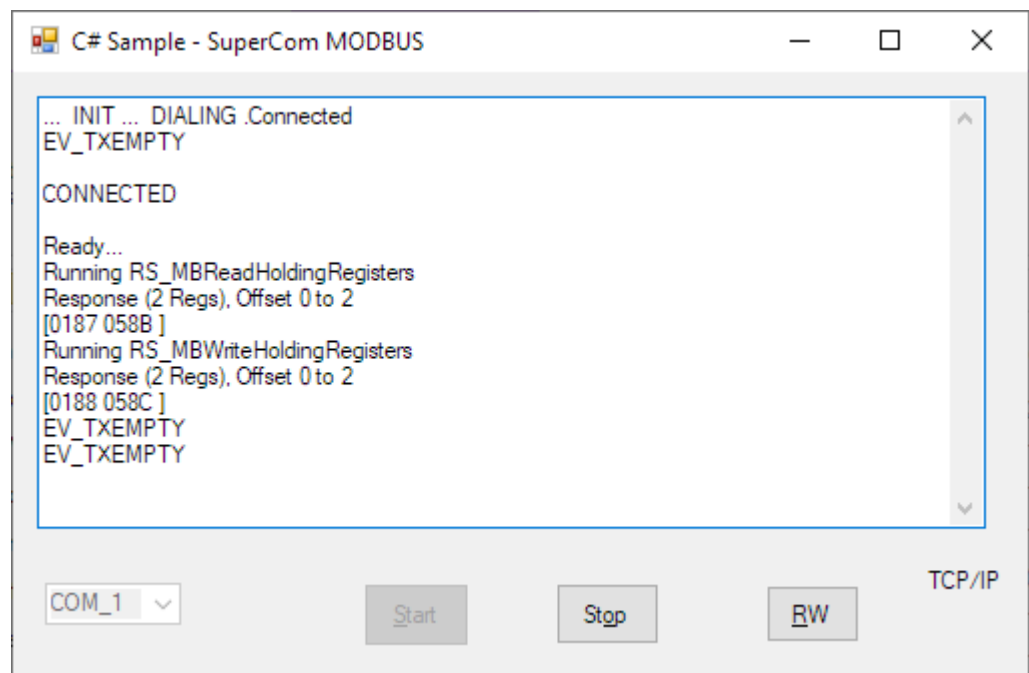 C# Sample - SuperCom MODBUS
... INIT ... DIALING .Connected
EV_TXEMPTY
CONNECTED
Ready...
Running RS_MBReadHoldingRegisters
Response (2 Regs), Offset 0 to 2
[0187 058B ]
Running RS_MBWriteHoldingRegisters
Response (2 Regs), Offset 0 to 2
[0188 058C ]
EV_TXEMPTY
EV_TXEMPTY
TCP/IP
COM_1
Start
Stop
RW